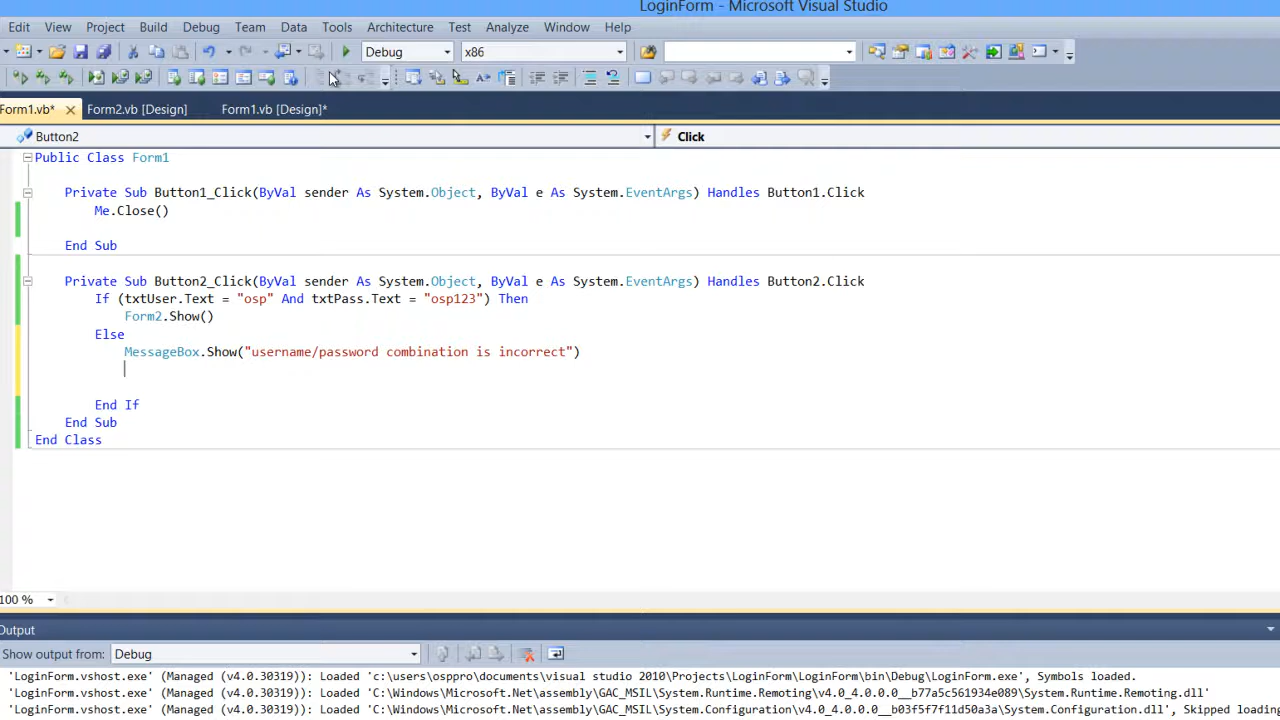 LoginForm - Microsoft Visual Studio
Edit View Project Build Debug Team Data Tools Architecture Test Analyze Window Help
Debug x86
Form1.vb* Form2.vb [Design] Form1.vb [Design]*
Button2 Click
Public Class Form1
Private Sub Button1_Click(ByVal sender As System.Object, ByVal e As System.EventArgs) Handles Button1.Click
Me.Close()
End Sub
Private Sub Button2_Click(ByVal sender As System.Object, ByVal e As System.EventArgs) Handles Button2.Click
If (txtUser.Text = "osp" And txtPass.Text = "osp123") Then
Form2.Show()
Else
MessageBox.Show("username/password combination is incorrect")
End If
End Sub
End Class
100 %
Output
Show output from: Debug
'LoginForm.vshost.exe' (Managed (v4.0.30319)): Loaded 'c:\users\osppro\documents\visual studio 2010\Projects\LoginForm\LoginForm\bin\Debug\LoginForm.exe', Symbols loaded.
'LoginForm.vshost.exe' (Managed (v4.0.30319)): Loaded 'C:\Windows\Microsoft.Net\assembly\GAC_MSIL\System.Runtime.Remoting\v4.0_4.0.0.0__b77a5c561934e089\System.Runtime.Remoting.dll'
'LoginForm.vshost.exe' (Managed (v4.0.30319)): Loaded 'C:\Windows\Microsoft.Net\assembly\GAC_MSIL\System.Configuration\v4.0_4.0.0.0__b03f5f7f11d50a3a\System.Configuration.dll', Skipped loading